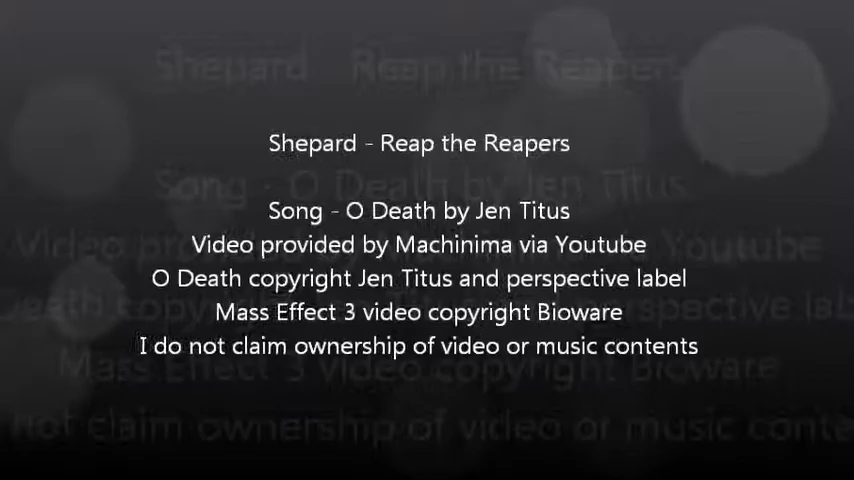 Shepard - Reap the Reapers
Song - O Death by Jen Titus
Video provided by Machinima via Youtube
O Death copyright Jen Titus and perspective label
Mass Effect 3 video copyright Bioware
I do not claim ownership of video or music contents